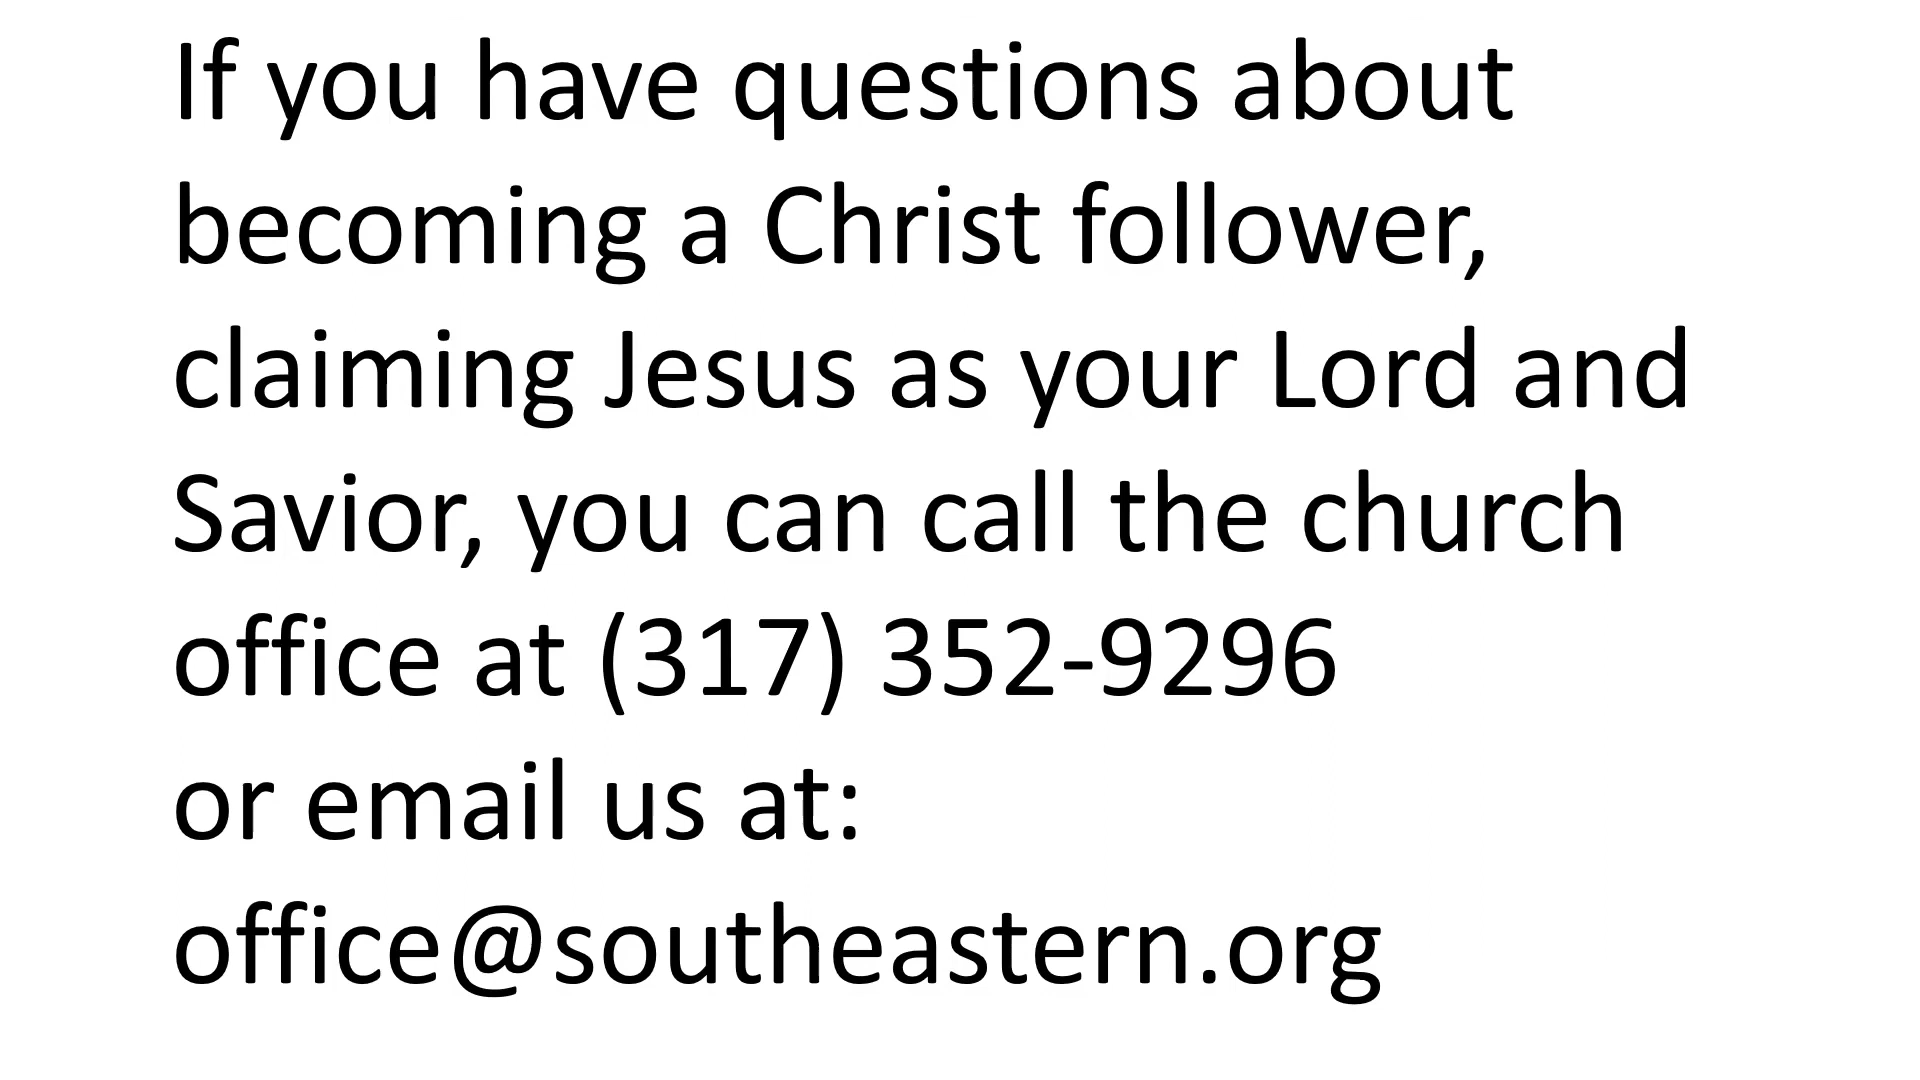 If you have questions about
becoming a Christ follower,
claiming Jesus as your Lord and
Savior, you can call the church
office at (317) 352-9296
or email us at:
office@southeastern.org